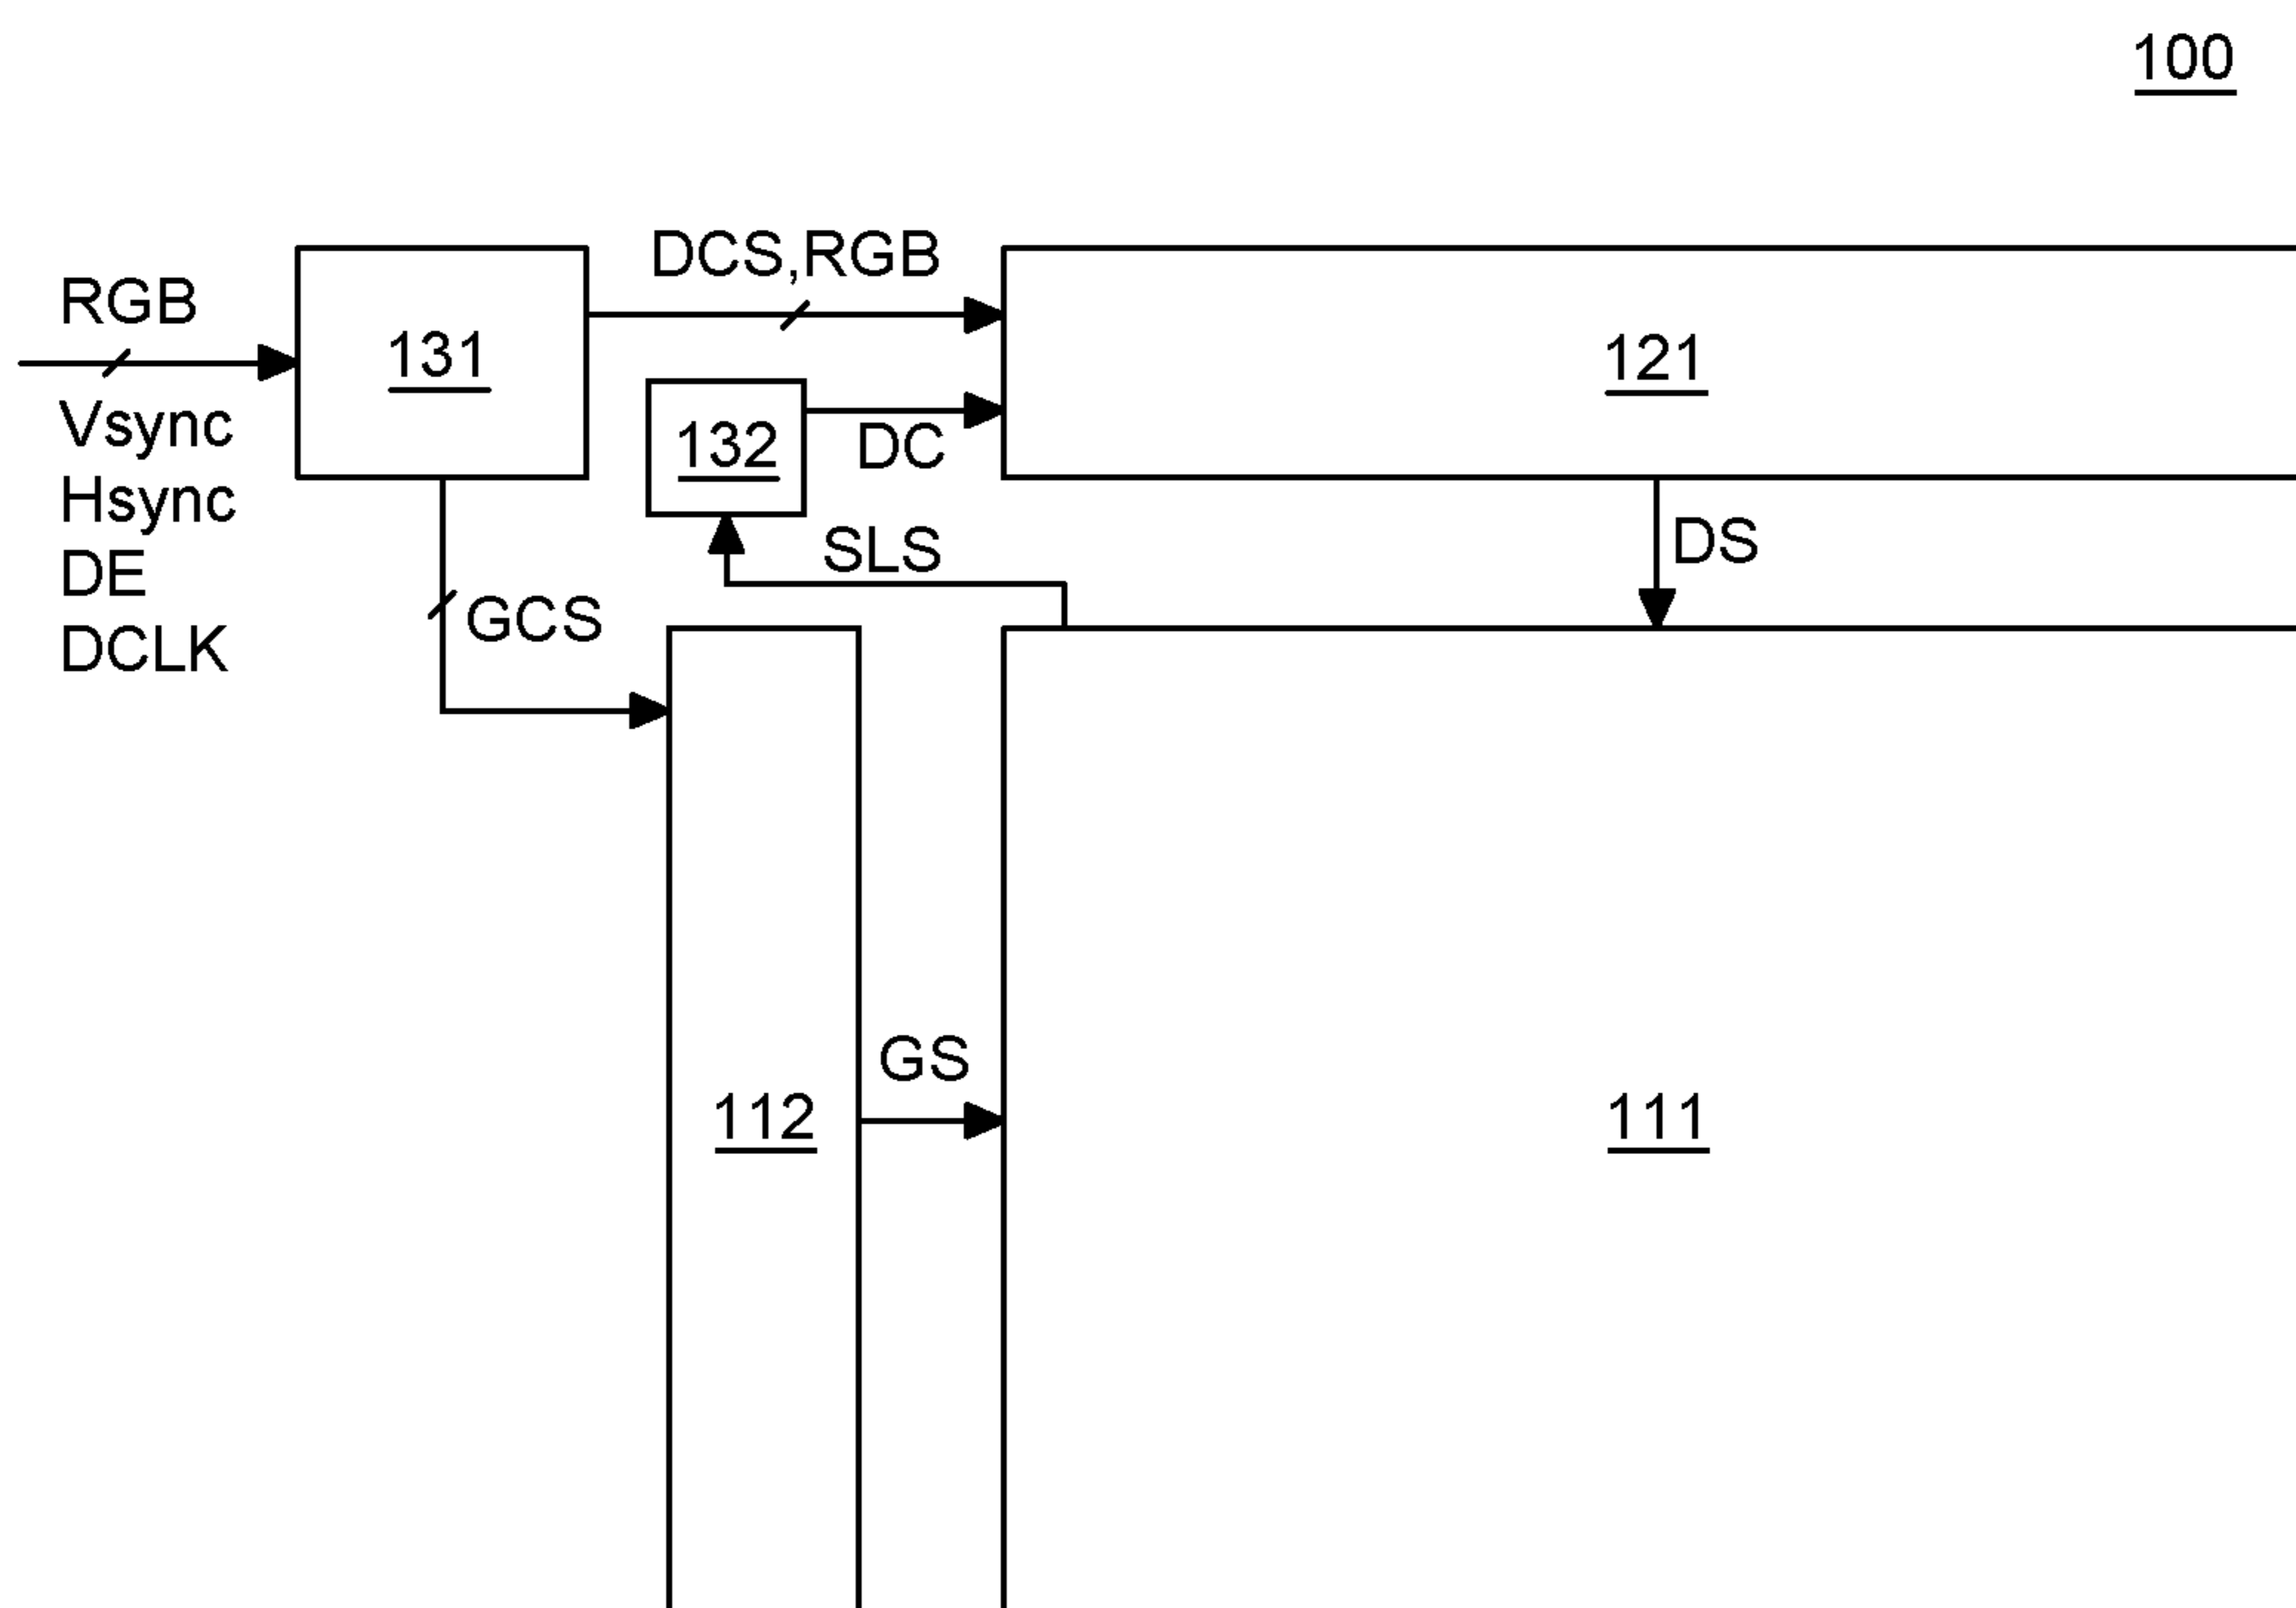 100
DCS,RGB
RGB
131
121
132
DC
Vsync
Hsync
DE
DCLK
SLS
DS
GCS
GS
112
111